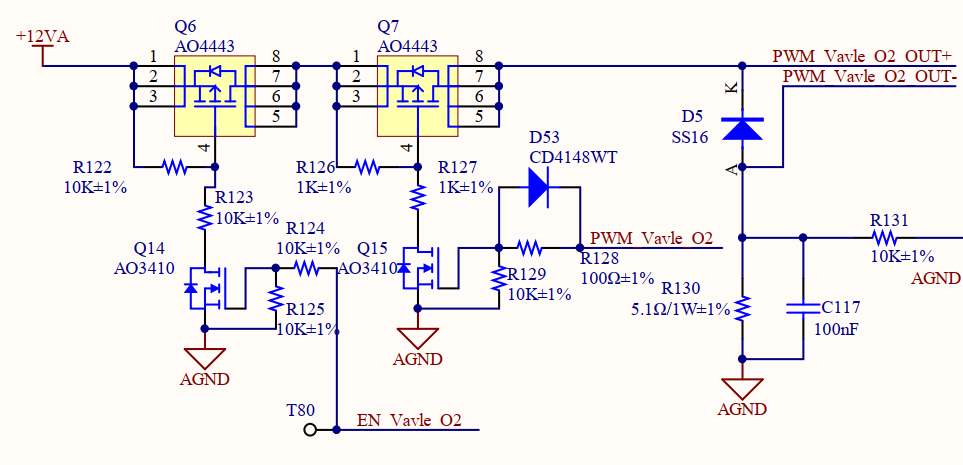 +12VA
Q6
AO4443
1
2
3
8
7
6
5
4
Q7
AO4443
1
2
3
8
7
6
5
4
PWM_Vavle_O2_OUT+
PWM_Vavle_O2_OUT-
K
D5
SS16
A
D53
CD4148WT
R122
10K±1%
R123
10K±1%
R126
1K±1%
R127
1K±1%
R124
10K±1%
Q14
AO3410
Q15
AO3410
R125
10K±1%
PWM_Vavle_O2
R128
100Ω±1%
R129
10K±1%
R130
5.1Ω/1W±1%
C117
100nF
R131
10K±1%
AGND
AGND
AGND
AGND
T80
EN_Vavle_O2